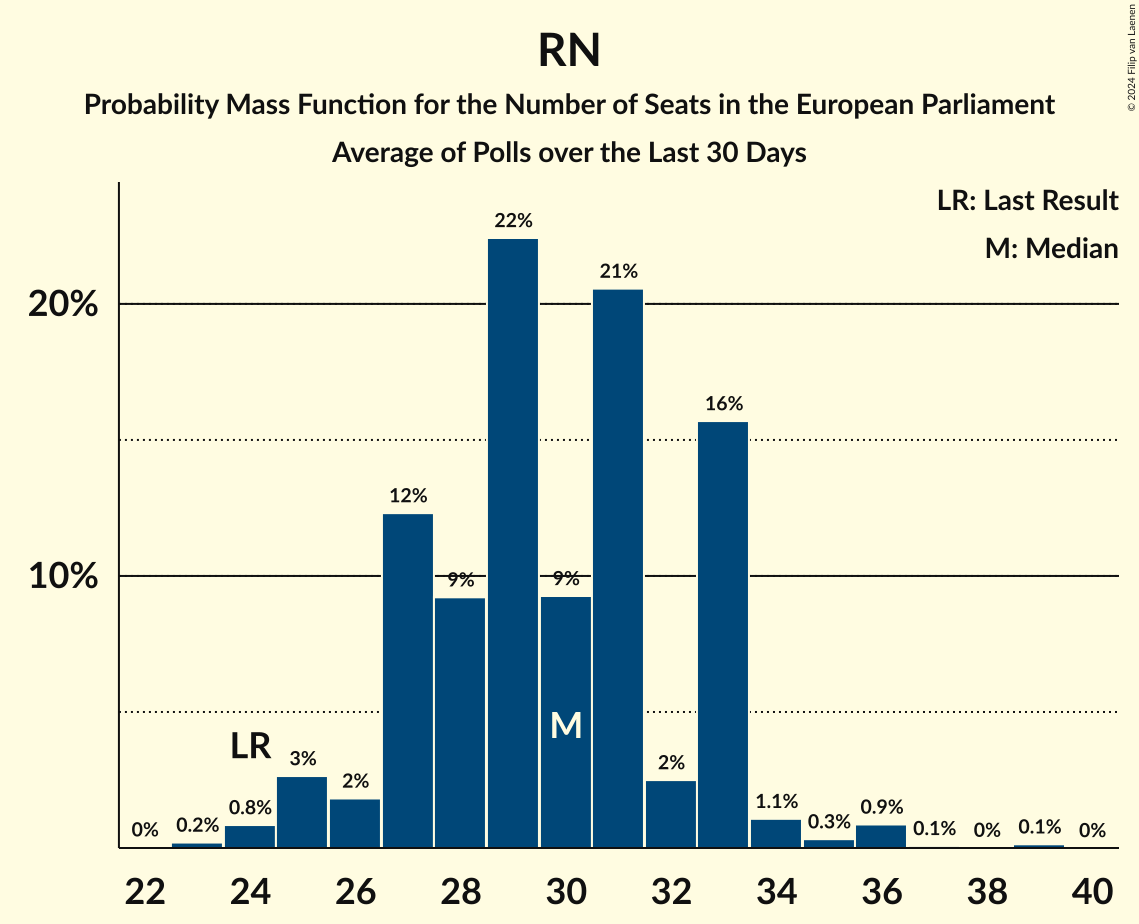 RN
Probability Mass Function for the Number of Seats in the European Parliament
Average of Polls over the Last 30 Days
© 2024 Filip van Laenen
LR: Last Result
M: Median
20%
10%
0%
0.2%
0.8%
3%
2%
12%
9%
22%
9%
21%
2%
16%
1.1%
0.3%
0.9%
0.1%
0%
0.1%
0%
LR
M
22 24 26 28 30 32 34 36 38 40